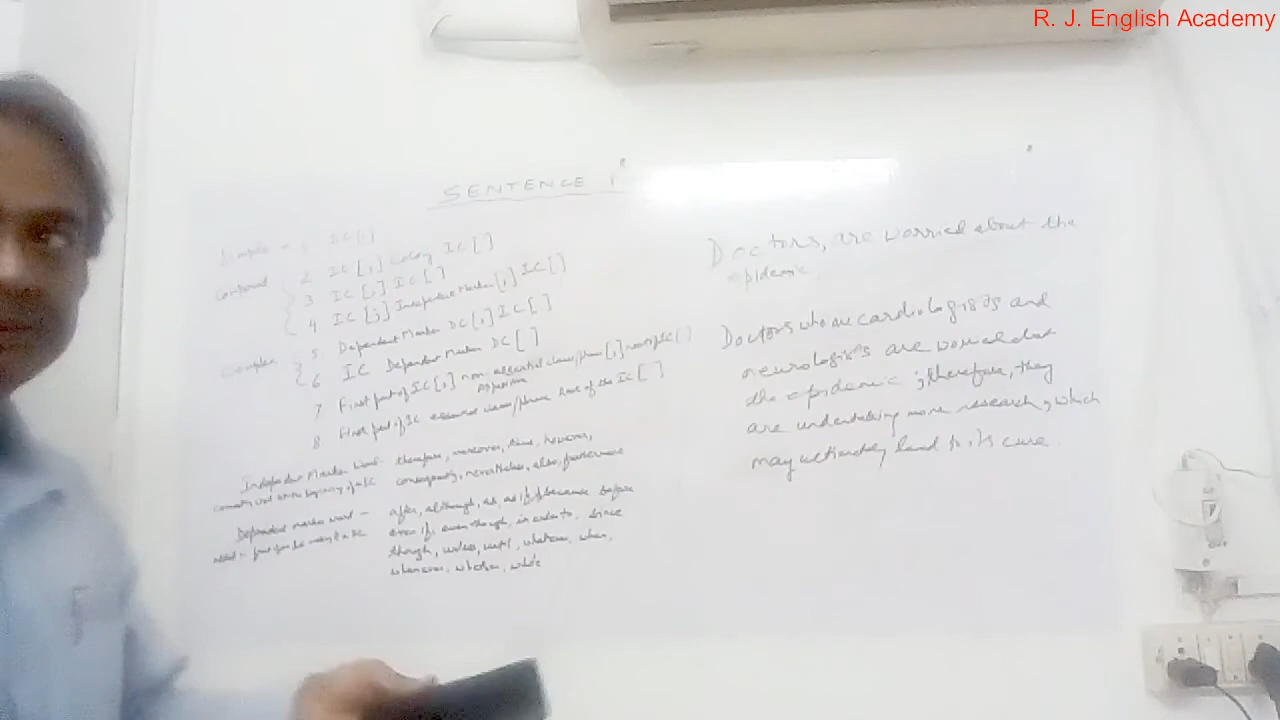 R. J. English Academy
SENTENCE
Simple 1 IC [.]
Compound 2 IC [,] IC [ ]
3 IC [;] IC [ ]
4 IC [;] Independent Marker [,] IC [ ]
Complex 5 Dependent Marker DC [,] IC [ ]
6 IC Dependent Marker DC [ ]
7 First part of IC [,] non-essential clause/phrase [,]
8 First part of IC essential clause/phrase Rest of the IC [ ]
Independent Marker Word - therefore, moreover, thus, however,
consequently, nevertheless, also, furthermore
Dependent marker word - after, although, as, as if, because, before
even if, even though, in order to, since
though, unless, until, whatever, when,
whenever, whether, while
Doctors, are worried about the
epidemic
Doctors who are cardiologists and
neurologists are
the epidemic ; therefore, they
are undertaking more research, which
may ultimately lead to its cure.
OFF